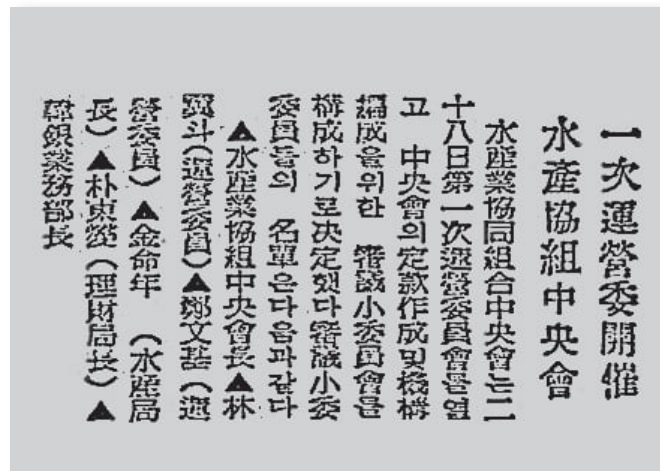 一次運營委開催
水產協組中央會
水産業協同組合中央會는二
十八日第一次運營委員會를열
고 中央會의定款作成및機構
編成을위한 審議小委員會를
構成하기로决定했다審議小委
委員들의 名單은다음과같다
▲水産業協組中央會長▲林
斗(運營委員)▲鄭文基(運
營委員)▲金命年 (水産局
長)▲朴東燮(理財局長)▲
韓銀業務部長